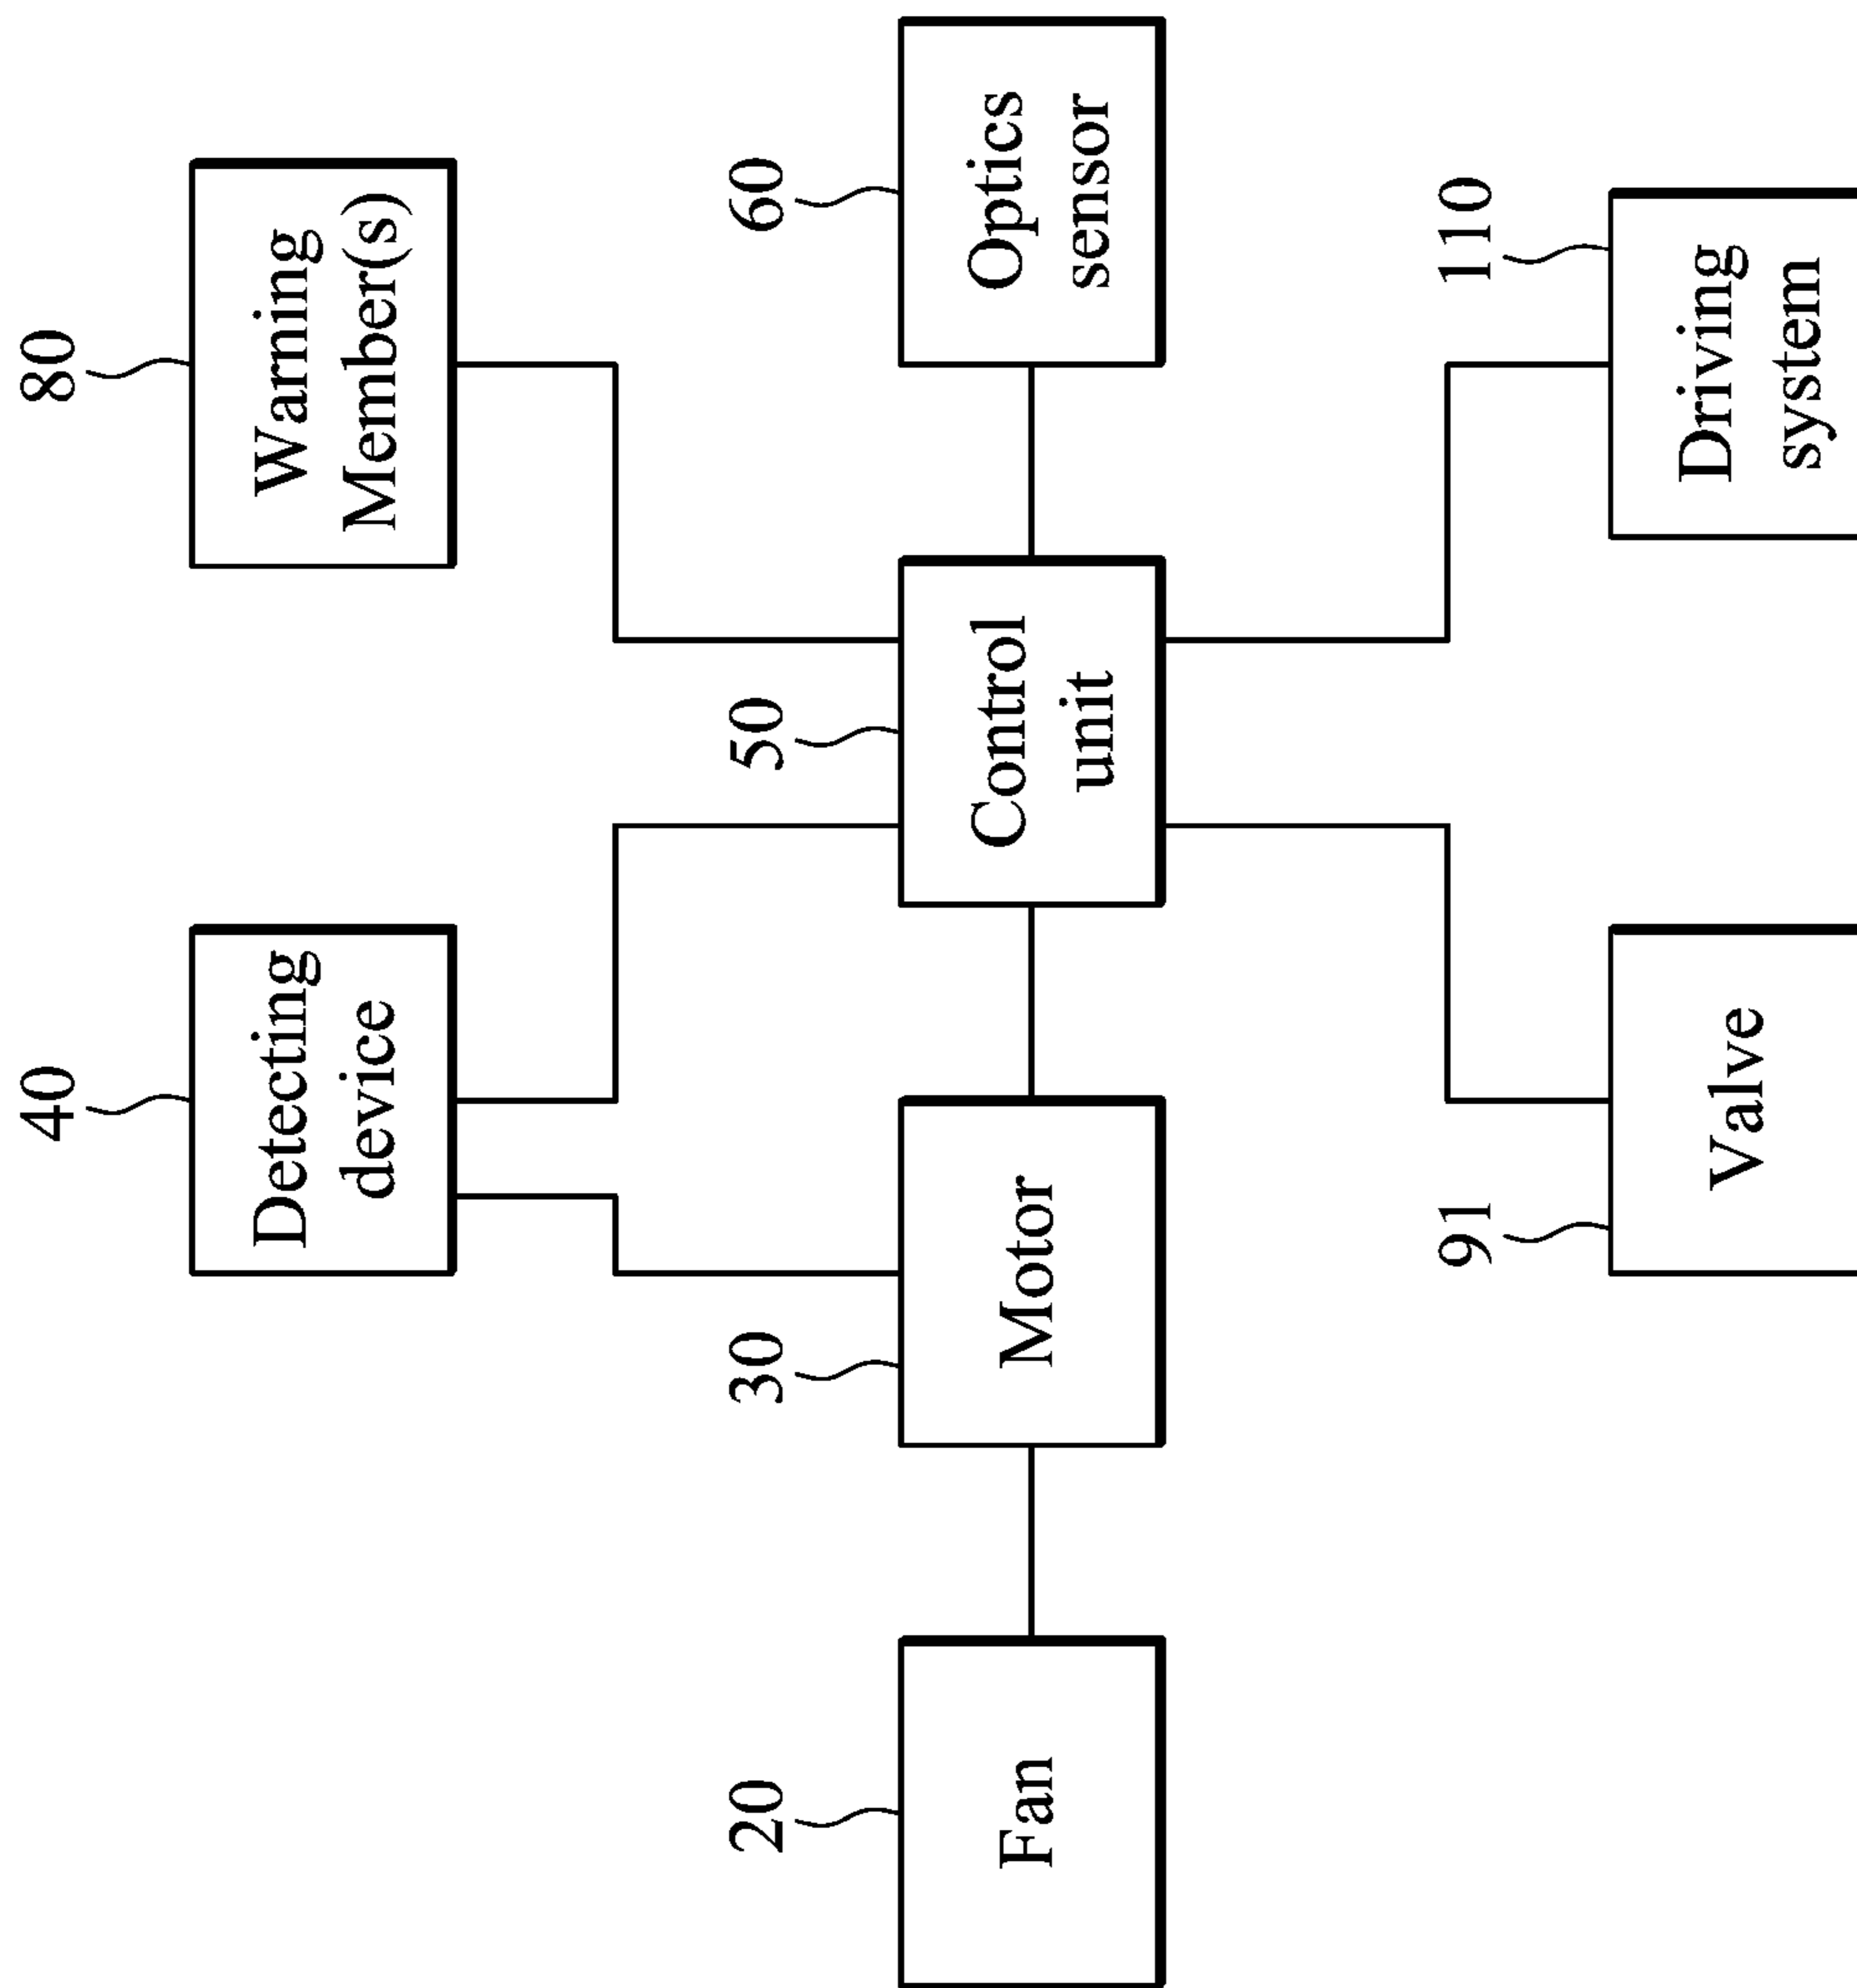 40
Detecting
device
80
Warning
Member(s)
20
Fan
30
Motor
50
Control
unit
60
Optics
sensor
91
Valve
110
Driving
system